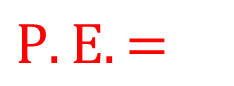 P. E. =